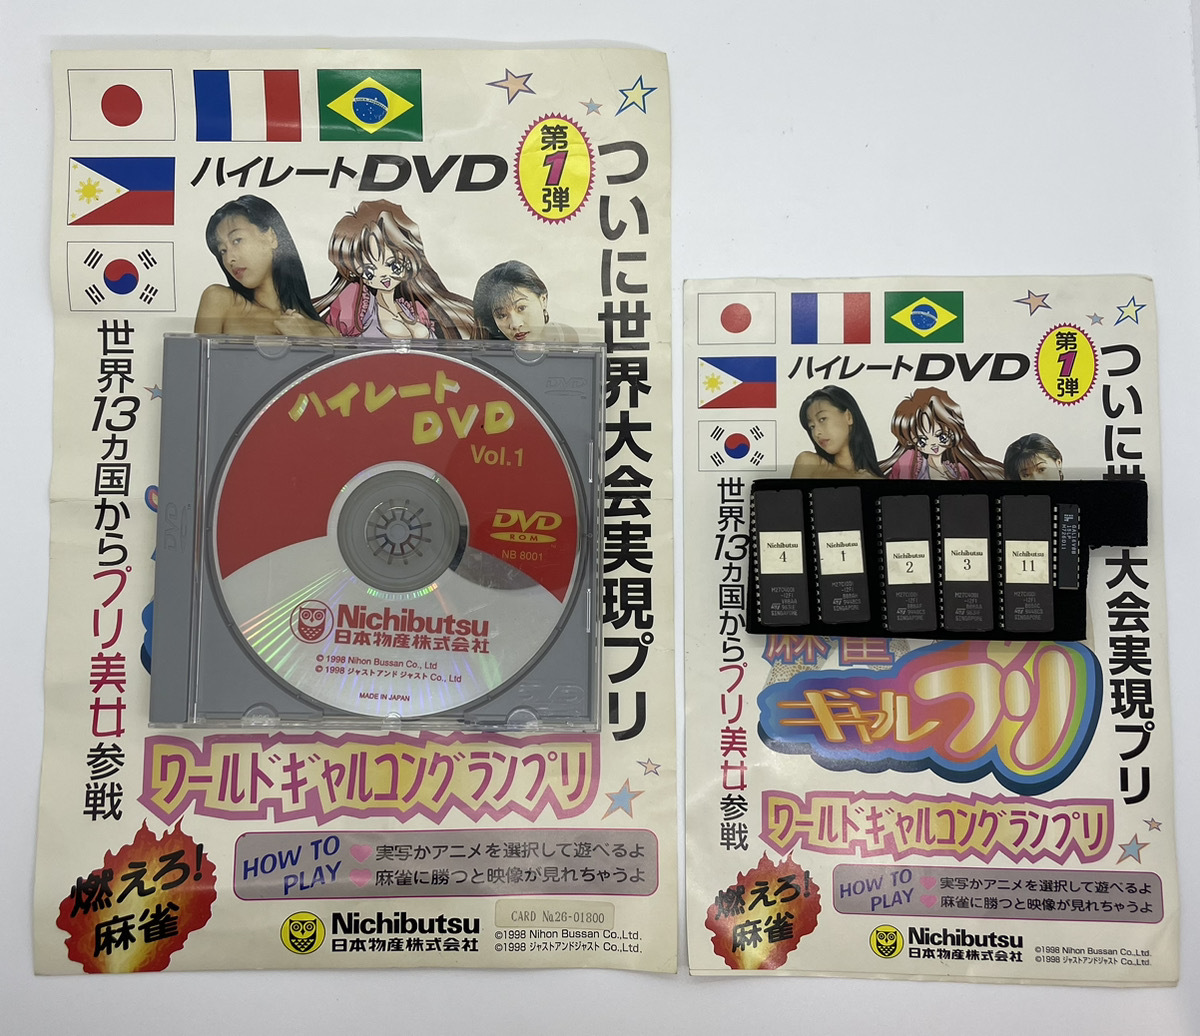 ハイレートDVD
第1弾
ついに世界大会実現プリ
世界13カ国からプリ美女参戦
ハイレート
DVD
Vol.1
DVD
ROM
NB 8001
Nichibutsu
日本物産株式会社
© 1998 Nihon Bussan Co., Ltd
© 1998 ジャストアンドジャスト Co., Ltd
MADE IN JAPAN
ワールドギャルコングランプリ
燃えろ!
麻雀
HOW TO
PLAY
実写かアニメを選択して遊べるよ
麻雀に勝つと映像が見れちゃうよ
Nichibutsu
日本物産株式会社
CARD №26-01800
©1998 Nihon Bussan Co.,Ltd.
©1998 ジャストアンドジャスト Co.,Ltd.
ハイレートDVD
第1弾
ついに世
大会実現プリ
世界13カ国からプリ美女参戦
Nichibutsu
4
Nichibutsu
1
Nichibutsu
2
Nichibutsu
3
Nichibutsu
11
M27C4001
SINGAPORE
M27C1001
SINGAPORE
麻雀
ギャルプリ
ワールドギャルコングランプリ
燃えろ!
麻雀
HOW TO
PLAY
実写かアニメを選択して遊べるよ
麻雀に勝つと映像が見れちゃうよ
Nichibutsu
日本物産株式会社
©1998 Nihon Bussan Co.,Ltd.
©1998 ジャストアンドジャスト Co.,Ltd.